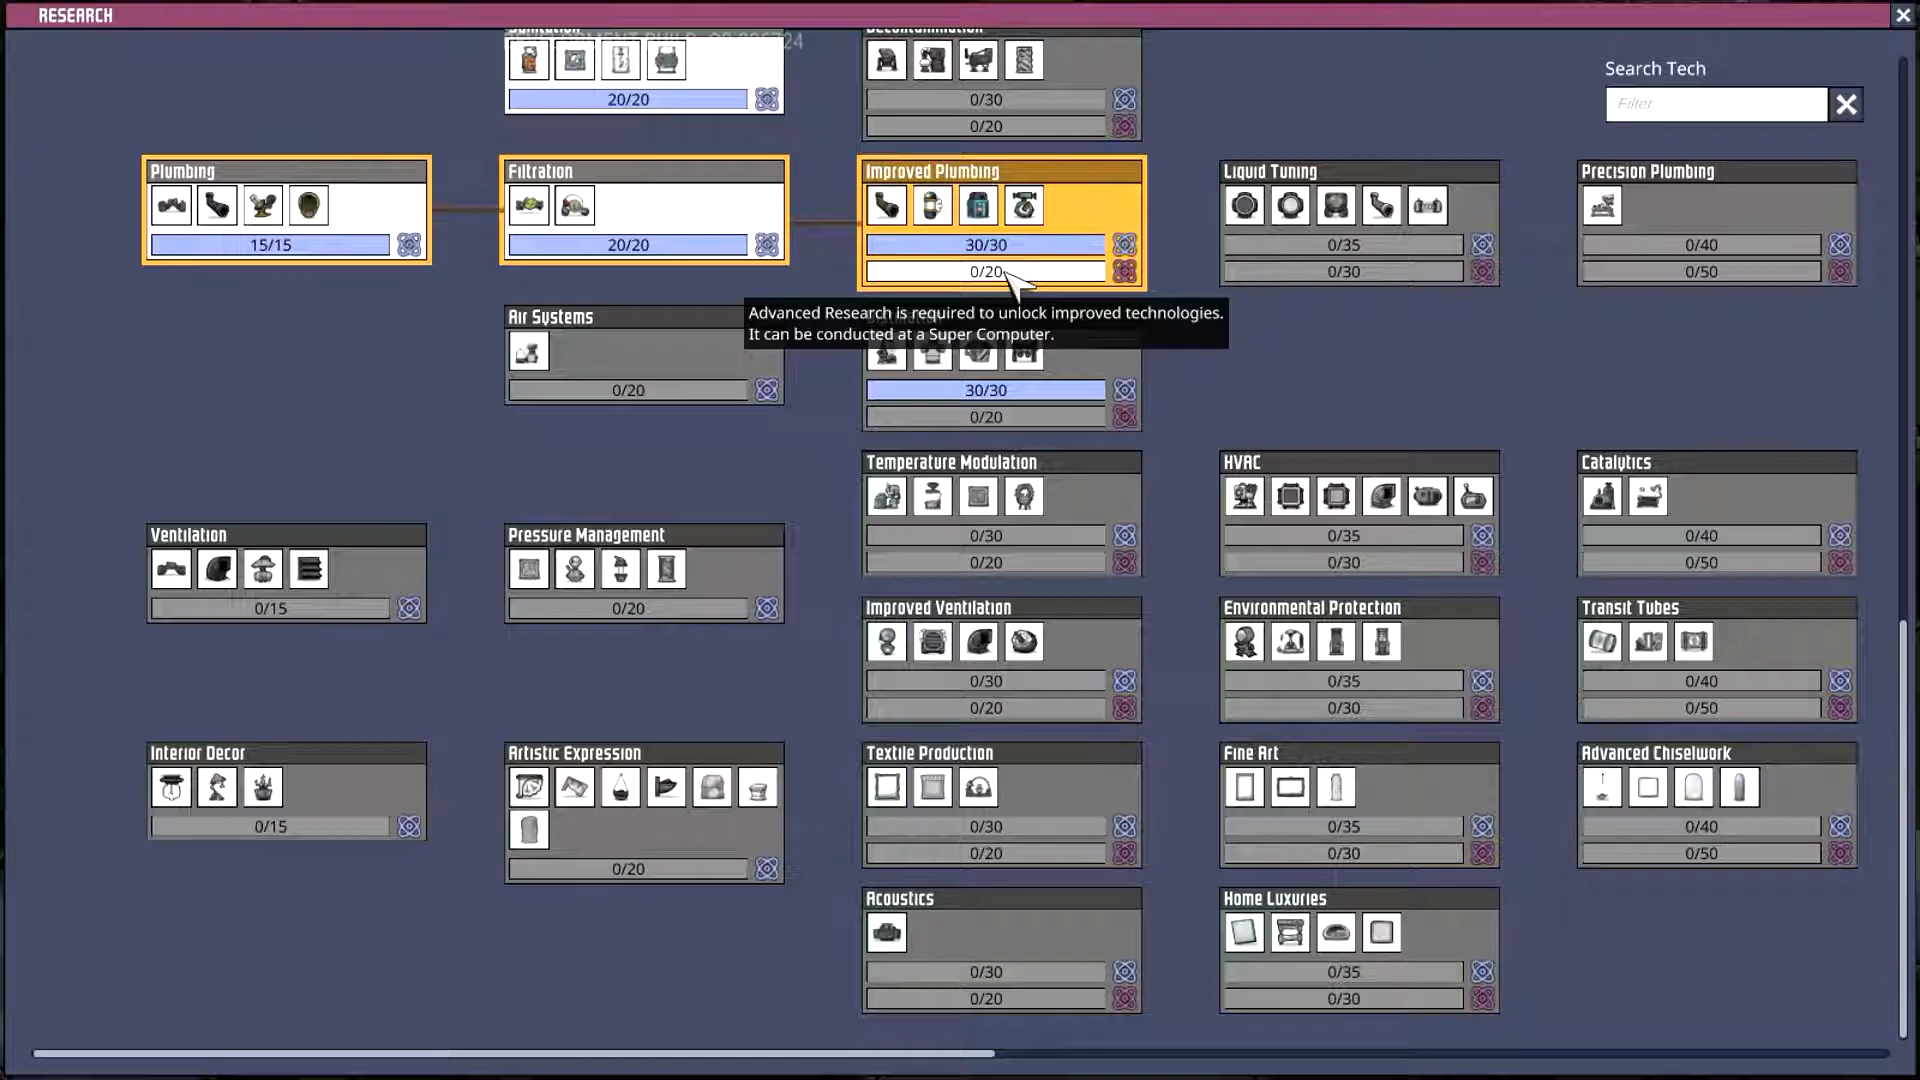 RESEARCH
Search Tech
Filter
20/20
0/30
0/20
Plumbing
15/15
Filtration
20/20
Improved Plumbing
30/30
0/20
Liquid Tuning
0/35
0/30
Precision Plumbing
0/40
0/50
Advanced Research is required to unlock improved technologies.
It can be conducted at a Super Computer.
Air Systems
0/20
30/30
0/20
Temperature Modulation
0/30
0/20
HVAC
0/35
0/30
Catalytics
0/40
0/50
Ventilation
0/15
Pressure Management
0/20
Improved Ventilation
0/30
0/20
Environmental Protection
0/35
0/30
Transit Tubes
0/40
0/50
Interior Decor
0/15
Artistic Expression
0/20
Textile Production
0/30
0/20
Fine Art
0/35
0/30
Advanced Chiselwork
0/40
0/50
Acoustics
0/30
0/20
Home Luxuries
0/35
0/30